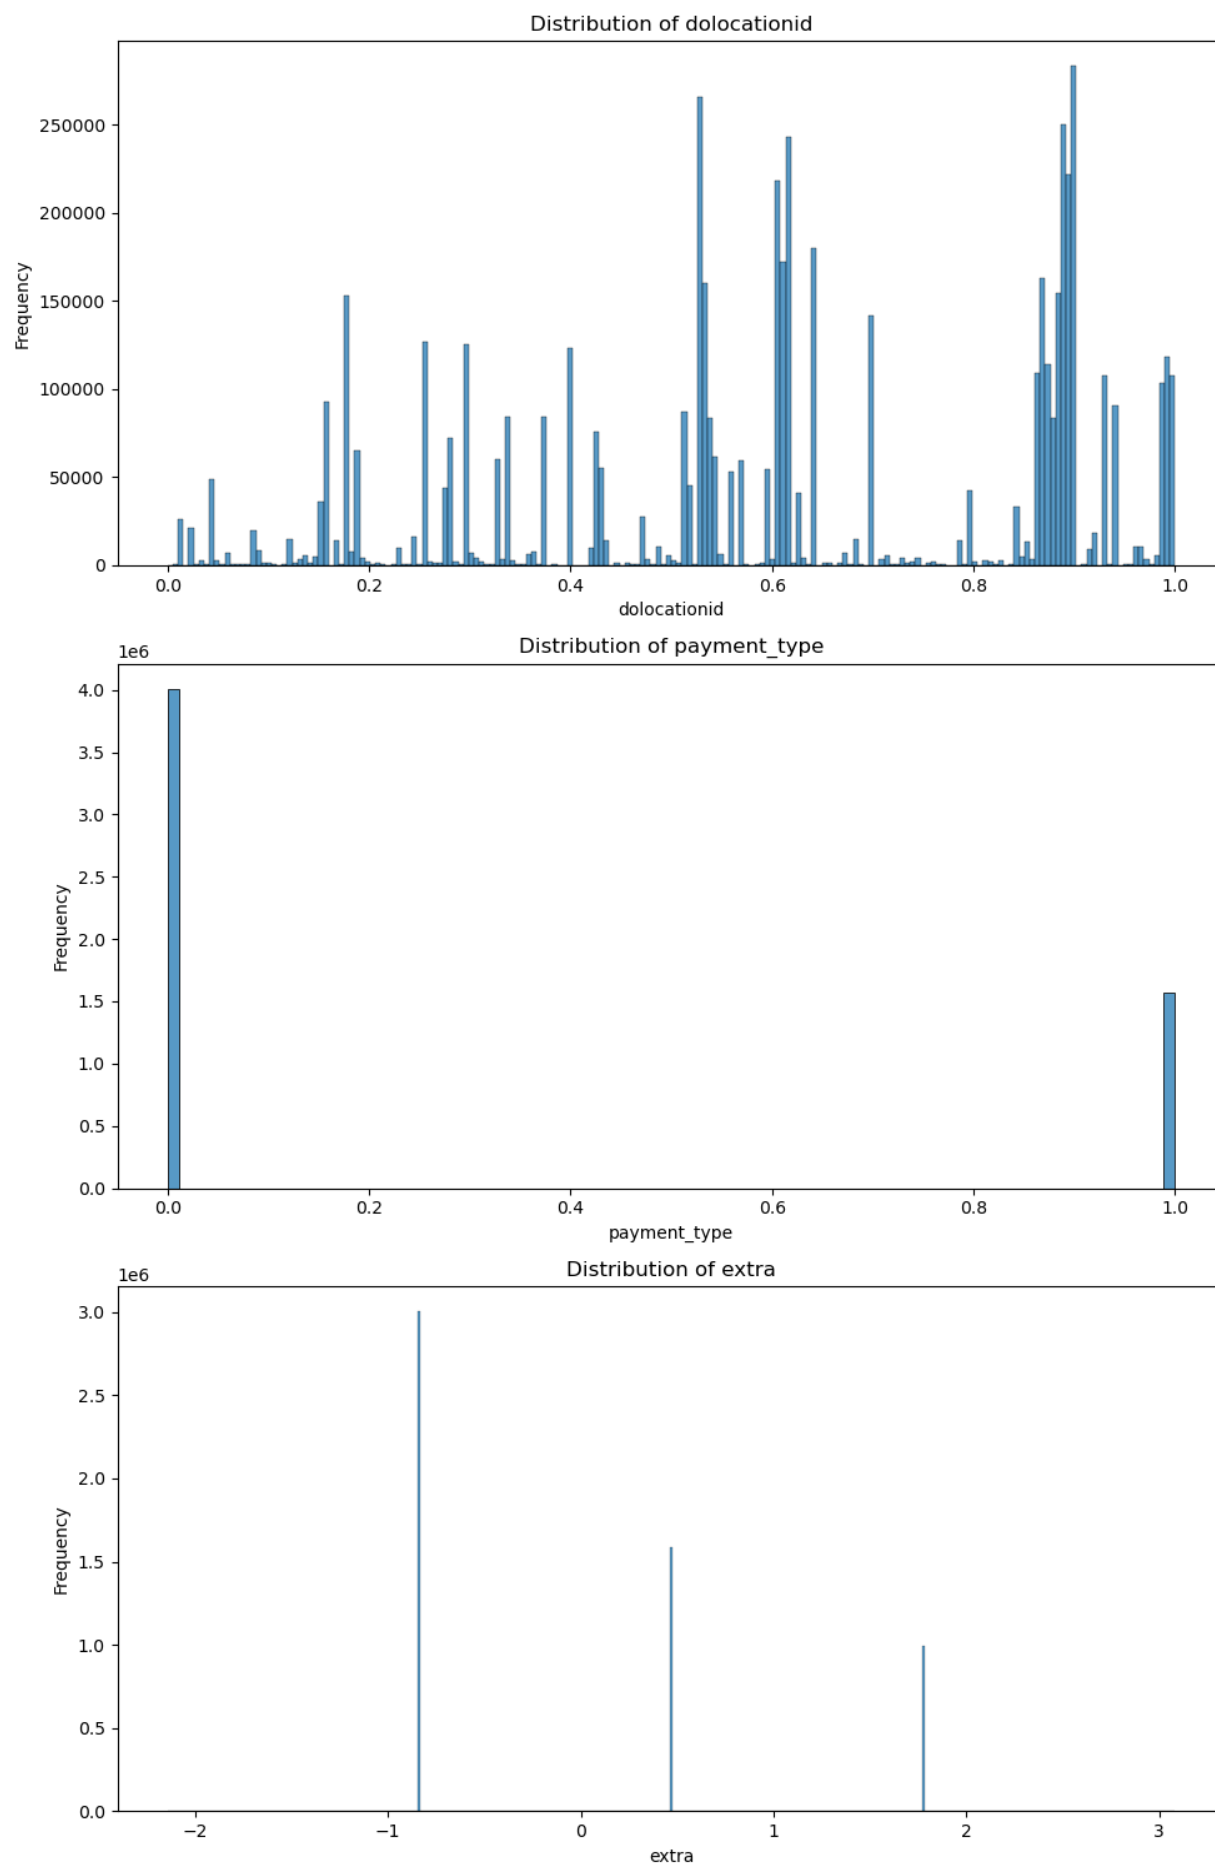 Distribution of dolocationid
250000
200000
150000
100000
50000
0
Frequency
0.0 0.2 0.4 0.6 0.8 1.0
dolocationid
Distribution of payment_type
1e6
4.0
3.5
3.0
2.5
2.0
1.5
1.0
0.5
0.0
Frequency
0.0 0.2 0.4 0.6 0.8 1.0
payment_type
Distribution of extra
1e6
3.0
2.5
2.0
1.5
1.0
0.5
0.0
Frequency
−2 −1 0 1 2 3
extra